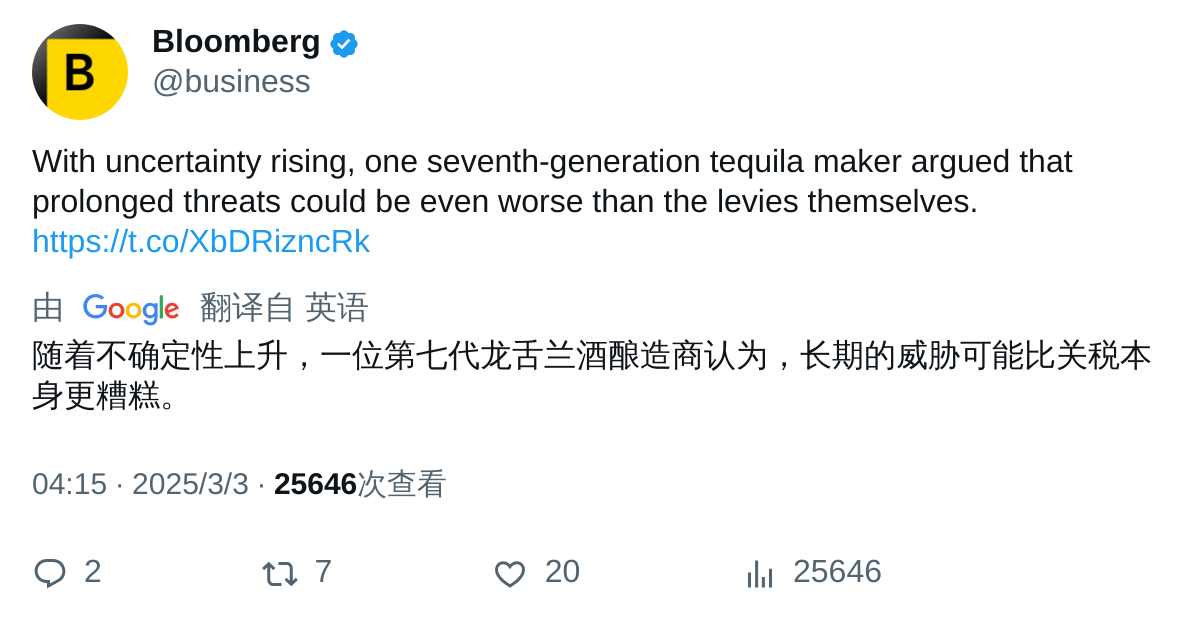 B
Bloomberg
@business
With uncertainty rising, one seventh-generation tequila maker argued that
prolonged threats could be even worse than the levies themselves.
https://t.co/XbDRizncRk
由 Google 翻译自 英语
随着不确定性上升，一位第七代龙舌兰酒酿造商认为，长期的威胁可能比关税本
身更糟糕。
04:15 · 2025/3/3 · 25646次查看
2 7 20 25646